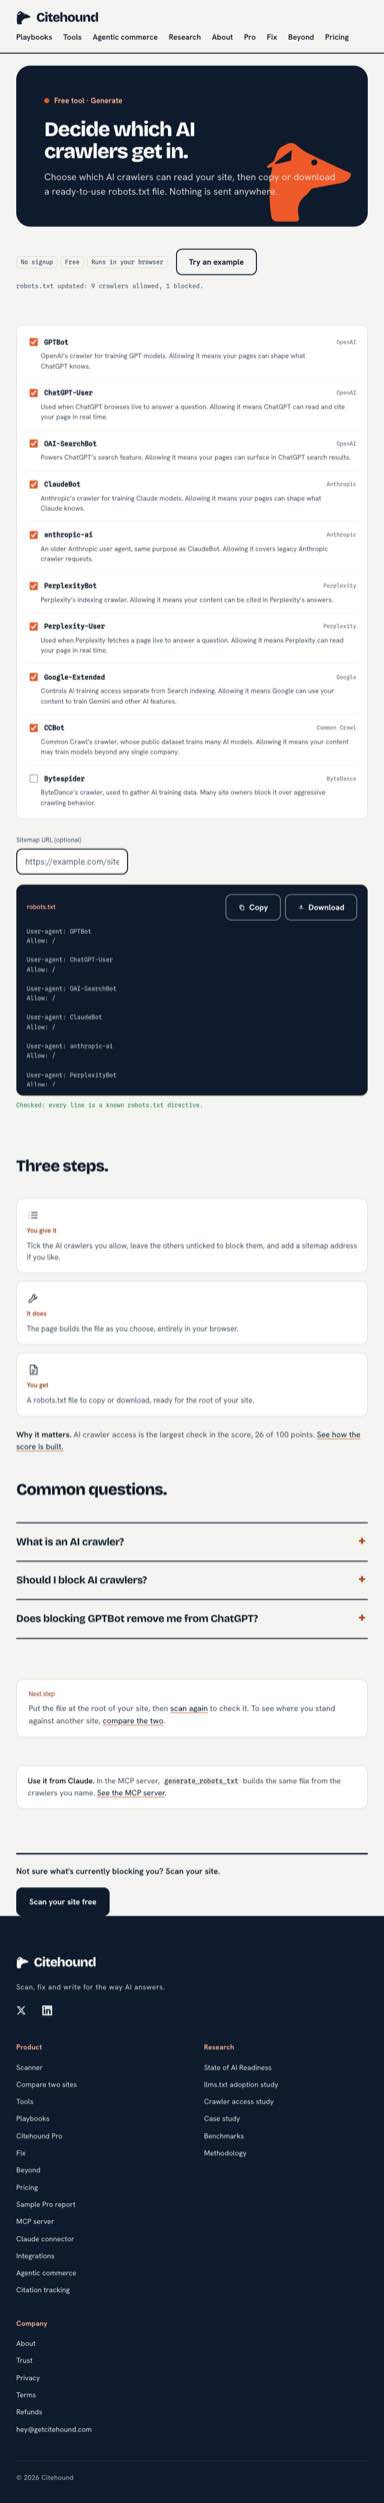 Citehound
Playbooks Tools Agentic commerce Research About Pro Fix Beyond Pricing
Free tool · Generate
Decide which AI
crawlers get in.
Choose which AI crawlers can read your site, then copy or download
a ready-to-use robots.txt file. Nothing is sent anywhere.
No signup Free Runs in your browser Try an example
robots.txt updated: 9 crawlers allowed, 1 blocked.
GPTBot OpenAI
OpenAI's crawler for training GPT models. Allowing it means your pages can shape what
ChatGPT knows.
ChatGPT-User OpenAI
Used when ChatGPT browses live to answer a question. Allowing it means ChatGPT can read and cite
your page in real time.
OAI-SearchBot OpenAI
Powers ChatGPT's search feature. Allowing it means your pages can surface in ChatGPT search results.
ClaudeBot Anthropic
Anthropic's crawler for training Claude models. Allowing it means your pages can shape what
Claude knows.
anthropic-ai Anthropic
An older Anthropic user agent, same purpose as ClaudeBot. Allowing it covers legacy Anthropic
crawler requests.
PerplexityBot Perplexity
Perplexity's indexing crawler. Allowing it means your content can be cited in Perplexity's answers.
Perplexity-User Perplexity
Used when Perplexity fetches a page live to answer a question. Allowing it means Perplexity can read
your page in real time.
Google-Extended Google
Controls AI training access separate from Search indexing. Allowing it means Google can use your
content to train Gemini and other AI features.
CCBot Common Crawl
Common Crawl's crawler, whose public dataset trains many AI models. Allowing it means your content
may train models beyond any single company.
Bytespider ByteDance
ByteDance's crawler, used to gather AI training data. Many site owners block it over aggressive
crawling behavior.
Sitemap URL (optional)
https://example.com/site
robots.txt Copy Download
User-agent: GPTBot
Allow: /
User-agent: ChatGPT-User
Allow: /
User-agent: OAI-SearchBot
Allow: /
User-agent: ClaudeBot
Allow: /
User-agent: anthropic-ai
Allow: /
User-agent: PerplexityBot
Allow: /
Checked: every line is a known robots.txt directive.
Three steps.
You give it
Tick the AI crawlers you allow, leave the others unticked to block them, and add a sitemap address
if you like.
It does
The page builds the file as you choose, entirely in your browser.
You get
A robots.txt file to copy or download, ready for the root of your site.
Why it matters. AI crawler access is the largest check in the score, 26 of 100 points. See how the
score is built.
Common questions.
What is an AI crawler? +
Should I block AI crawlers? +
Does blocking GPTBot remove me from ChatGPT? +
Next step
Put the file at the root of your site, then scan again to check it. To see where you stand
against another site, compare the two.
Use it from Claude. In the MCP server, generate_robots_txt builds the same file from the
crawlers you name. See the MCP server.
Not sure what's currently blocking you? Scan your site.
Scan your site free
Citehound
Scan, fix and write for the way AI answers.
X in
Product
Scanner
Compare two sites
Tools
Playbooks
Citehound Pro
Fix
Beyond
Pricing
Sample Pro report
MCP server
Claude connector
Integrations
Agentic commerce
Citation tracking
Research
State of AI Readiness
llms.txt adoption study
Crawler access study
Case study
Benchmarks
Methodology
Company
About
Trust
Privacy
Terms
Refunds
hey@getcitehound.com
© 2026 Citehound